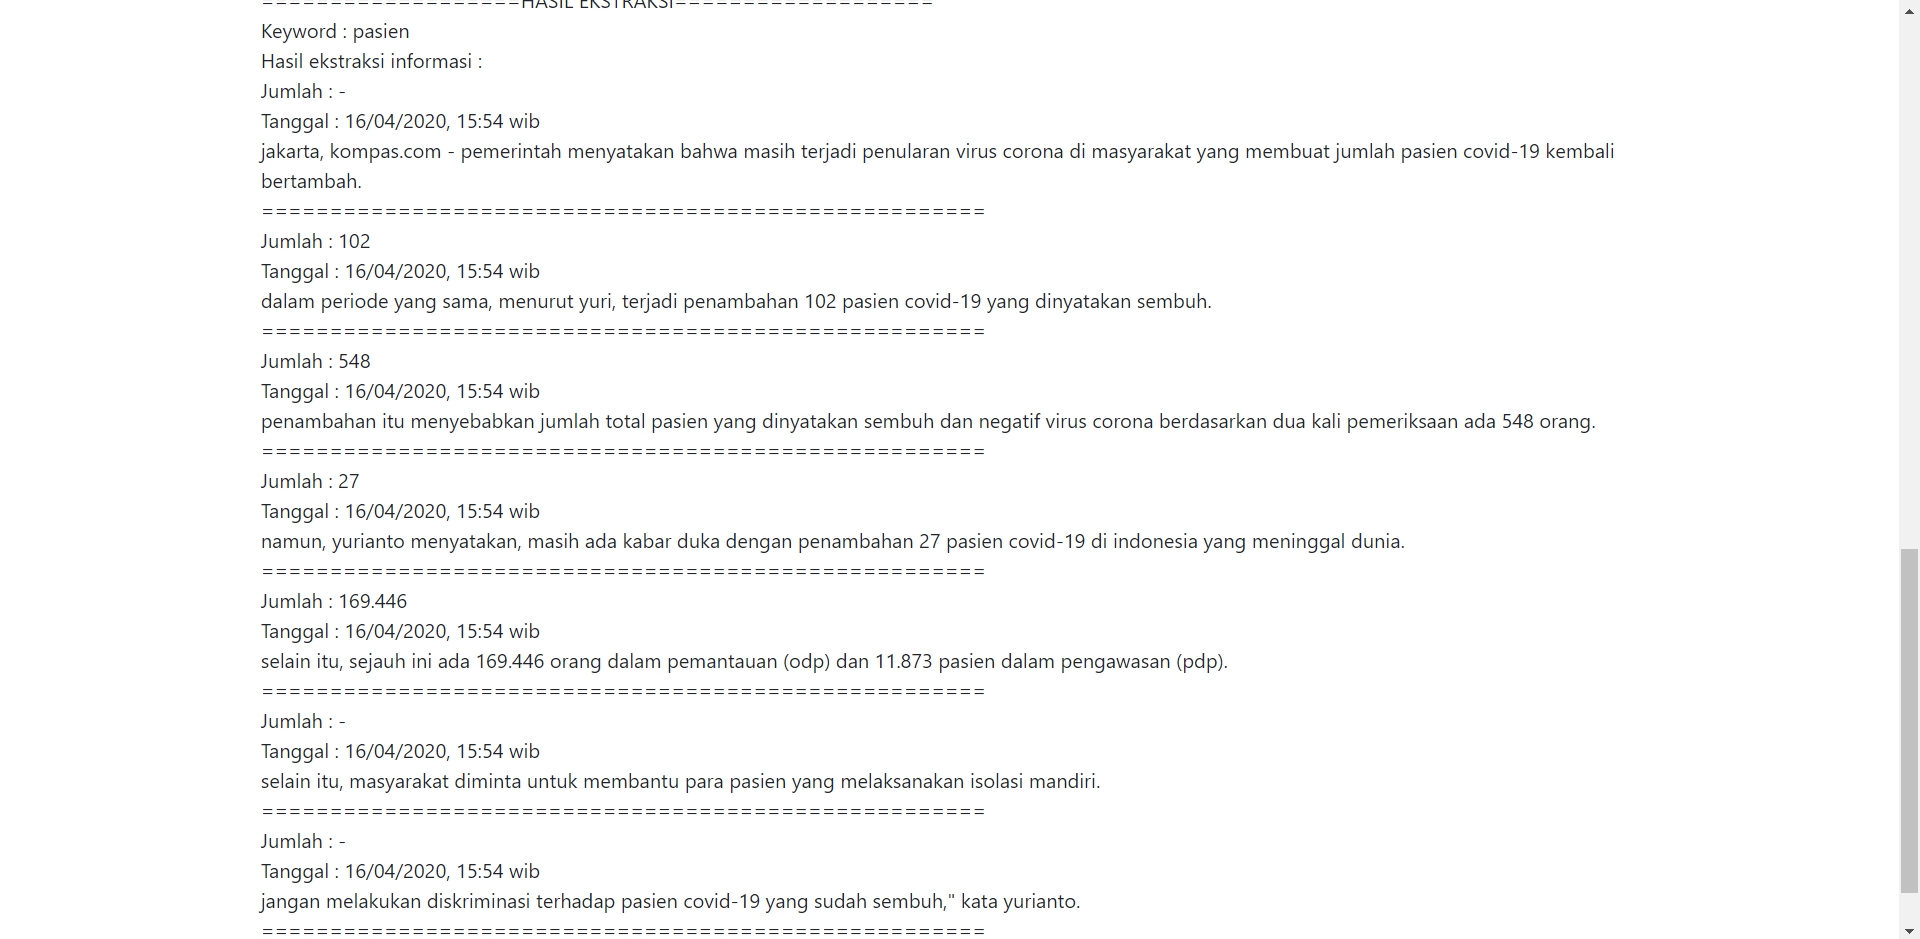 ===================HASIL EKSTRAKSI===================
Keyword : pasien
Hasil ekstraksi informasi :
Jumlah : -
Tanggal : 16/04/2020, 15:54 wib
jakarta, kompas.com - pemerintah menyatakan bahwa masih terjadi penularan virus corona di masyarakat yang membuat jumlah pasien covid-19 kembali
bertambah.
=====================================================
Jumlah : 102
Tanggal : 16/04/2020, 15:54 wib
dalam periode yang sama, menurut yuri, terjadi penambahan 102 pasien covid-19 yang dinyatakan sembuh.
=====================================================
Jumlah : 548
Tanggal : 16/04/2020, 15:54 wib
penambahan itu menyebabkan jumlah total pasien yang dinyatakan sembuh dan negatif virus corona berdasarkan dua kali pemeriksaan ada 548 orang.
=====================================================
Jumlah : 27
Tanggal : 16/04/2020, 15:54 wib
namun, yurianto menyatakan, masih ada kabar duka dengan penambahan 27 pasien covid-19 di indonesia yang meninggal dunia.
=====================================================
Jumlah : 169.446
Tanggal : 16/04/2020, 15:54 wib
selain itu, sejauh ini ada 169.446 orang dalam pemantauan (odp) dan 11.873 pasien dalam pengawasan (pdp).
=====================================================
Jumlah : -
Tanggal : 16/04/2020, 15:54 wib
selain itu, masyarakat diminta untuk membantu para pasien yang melaksanakan isolasi mandiri.
=====================================================
Jumlah : -
Tanggal : 16/04/2020, 15:54 wib
jangan melakukan diskriminasi terhadap pasien covid-19 yang sudah sembuh," kata yurianto.
=====================================================